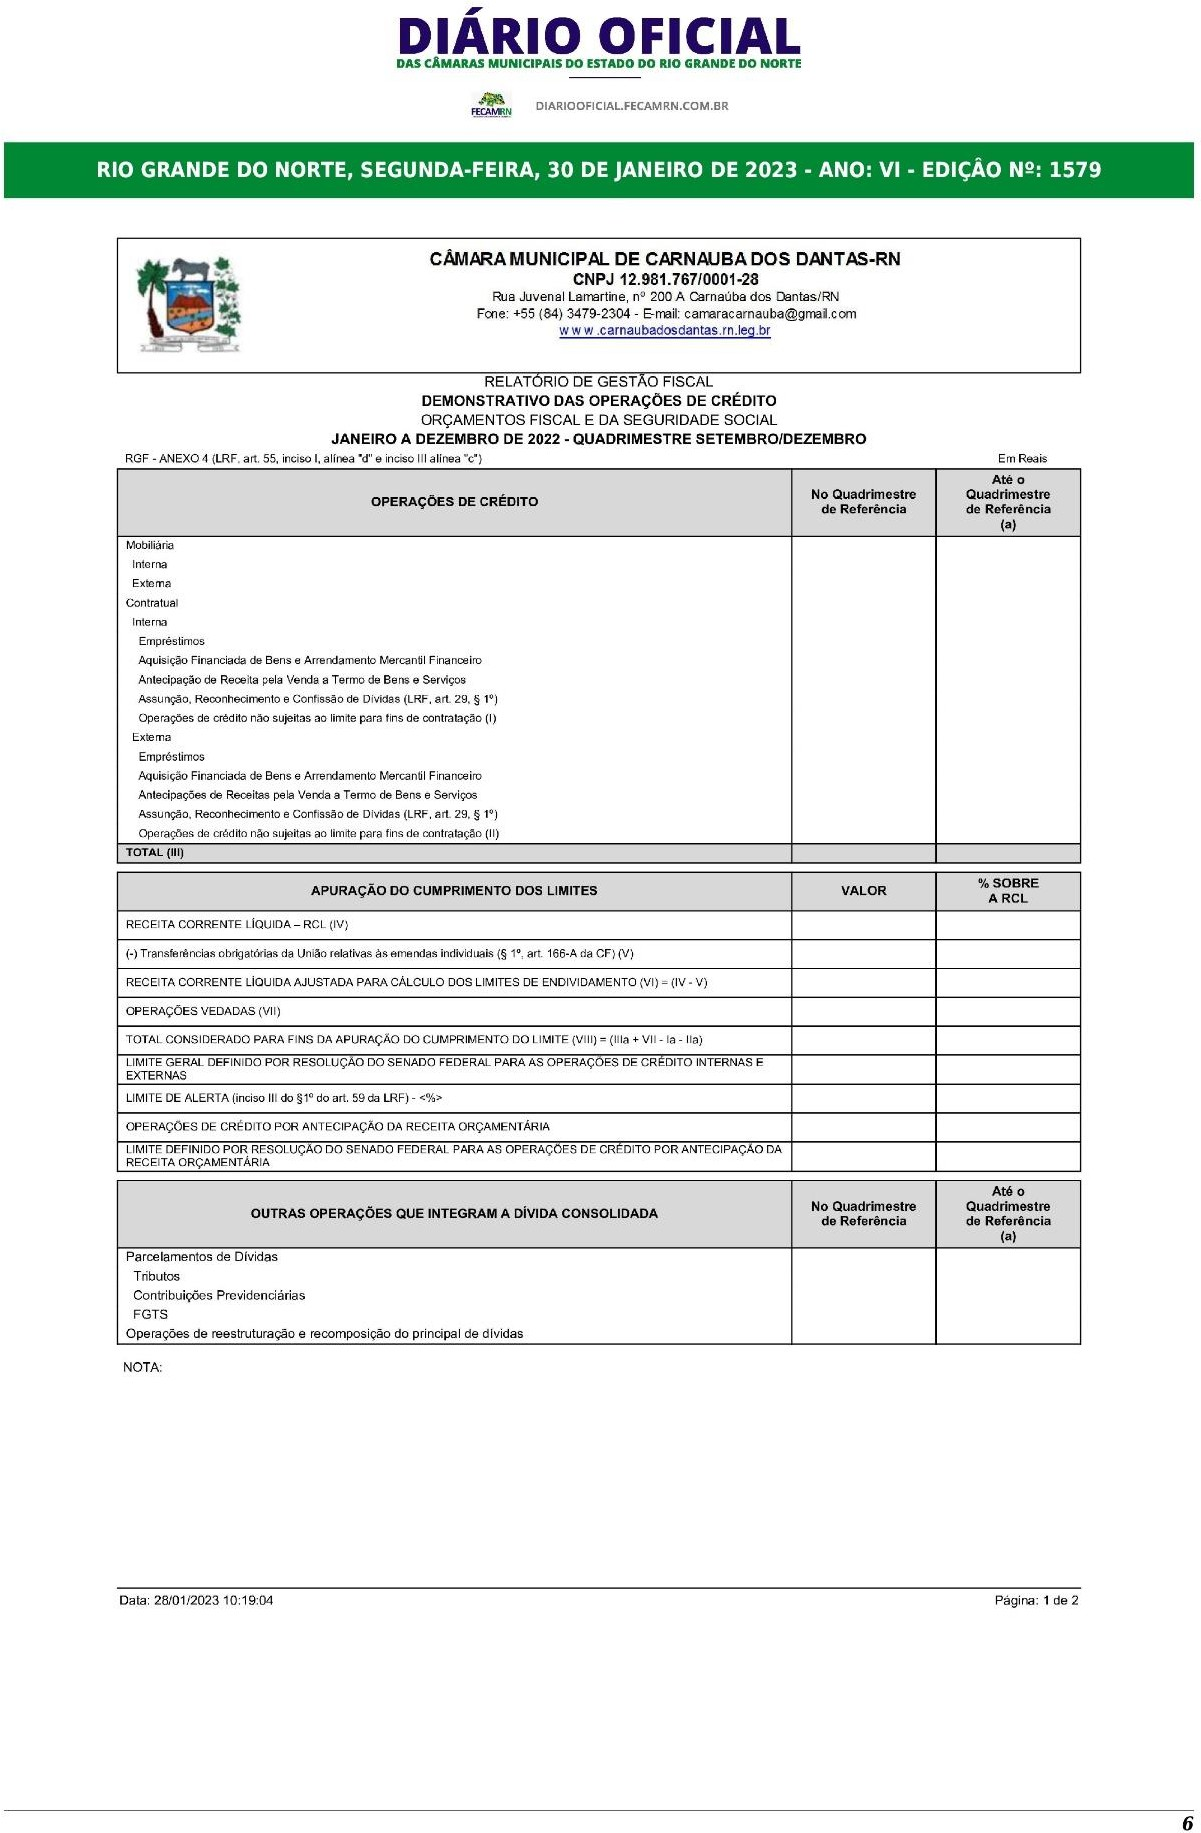 DIÁRIO OFICIAL
DAS CÂMARAS MUNICIPAIS DO ESTADO DO RIO GRANDE DO NORTE
FECAMRN
DIARIOOFICIAL.FECAMRN.COM.BR
RIO GRANDE DO NORTE, SEGUNDA-FEIRA, 30 DE JANEIRO DE 2023 - ANO: VI - EDIÇÃO Nº: 1579
CÂMARA MUNICIPAL DE CARNAUBA DOS DANTAS-RN
CNPJ 12.981.767/0001-28
Rua Juvenal Lamartine, nº 200 A Carnaúba dos Dantas/RN
Fone: +55 (84) 3479-2304 - E-mail: camaracarnauba@gmail.com
www.carnaubadosdantas.rn.leg.br
RELATÓRIO DE GESTÃO FISCAL
DEMONSTRATIVO DAS OPERAÇÕES DE CRÉDITO
ORÇAMENTOS FISCAL E DA SEGURIDADE SOCIAL
JANEIRO A DEZEMBRO DE 2022 - QUADRIMESTRE SETEMBRO/DEZEMBRO
RGF - ANEXO 4 (LRF, art. 55, inciso I, alínea "d" e inciso III alínea "c") Em Reais
OPERAÇÕES DE CRÉDITO
No Quadrimestre
de Referência
Até o
Quadrimestre
de Referência
(a)
Mobiliária
Interna
Externa
Contratual
Interna
Empréstimos
Aquisição Financiada de Bens e Arrendamento Mercantil Financeiro
Antecipação de Receita pela Venda a Termo de Bens e Serviços
Assunção, Reconhecimento e Confissão de Dívidas (LRF, art. 29, § 1º)
Operações de crédito não sujeitas ao limite para fins de contratação (I)
Externa
Empréstimos
Aquisição Financiada de Bens e Arrendamento Mercantil Financeiro
Antecipações de Receitas pela Venda a Termo de Bens e Serviços
Assunção, Reconhecimento e Confissão de Dívidas (LRF, art. 29, § 1º)
Operações de crédito não sujeitas ao limite para fins de contratação (II)
TOTAL (III)
APURAÇÃO DO CUMPRIMENTO DOS LIMITES
VALOR
% SOBRE
A RCL
RECEITA CORRENTE LÍQUIDA – RCL (IV)
(-) Transferências obrigatórias da União relativas às emendas individuais (§ 1º, art. 166-A da CF) (V)
RECEITA CORRENTE LÍQUIDA AJUSTADA PARA CÁLCULO DOS LIMITES DE ENDIVIDAMENTO (VI) = (IV - V)
OPERAÇÕES VEDADAS (VII)
TOTAL CONSIDERADO PARA FINS DA APURAÇÃO DO CUMPRIMENTO DO LIMITE (VIII) = (IIIa + VII - Ia - IIa)
LIMITE GERAL DEFINIDO POR RESOLUÇÃO DO SENADO FEDERAL PARA AS OPERAÇÕES DE CRÉDITO INTERNAS E
EXTERNAS
LIMITE DE ALERTA (inciso III do §1º do art. 59 da LRF) - <%>
OPERAÇÕES DE CRÉDITO POR ANTECIPAÇÃO DA RECEITA ORÇAMENTÁRIA
LIMITE DEFINIDO POR RESOLUÇÃO DO SENADO FEDERAL PARA AS OPERAÇÕES DE CRÉDITO POR ANTECIPAÇÃO DA
RECEITA ORÇAMENTÁRIA
OUTRAS OPERAÇÕES QUE INTEGRAM A DÍVIDA CONSOLIDADA
No Quadrimestre
de Referência
Até o
Quadrimestre
de Referência
(a)
Parcelamentos de Dívidas
Tributos
Contribuições Previdenciárias
FGTS
Operações de reestruturação e recomposição do principal de dívidas
NOTA:
Data: 28/01/2023 10:19:04 Página: 1 de 2
6